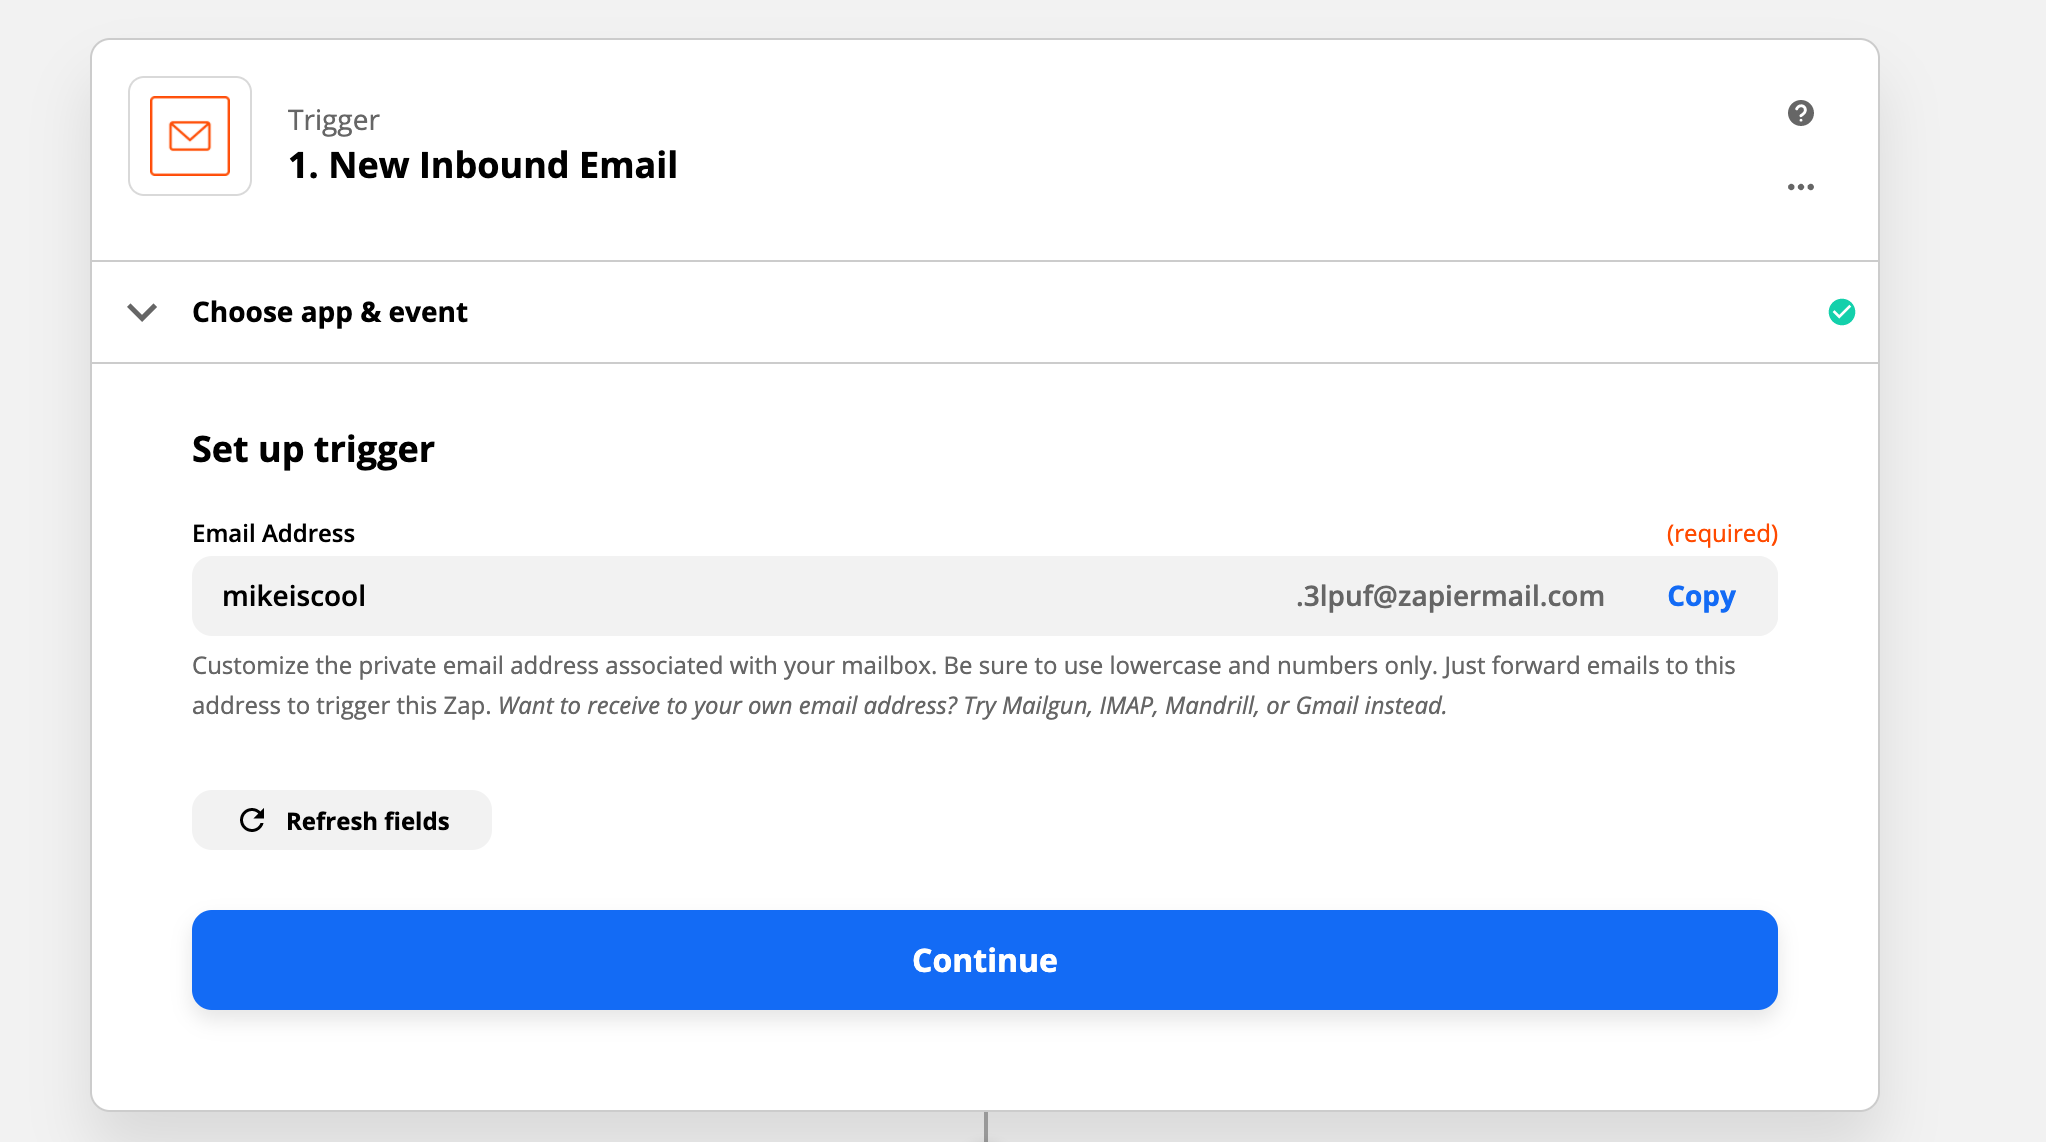 Trigger
1. New Inbound Email
Choose app & event
Set up trigger
Email Address (required)
mikeiscool .3lpuf@zapiermail.com Copy
Customize the private email address associated with your mailbox. Be sure to use lowercase and numbers only. Just forward emails to this
address to trigger this Zap. Want to receive to your own email address? Try Mailgun, IMAP, Mandrill, or Gmail instead.
Refresh fields
Continue